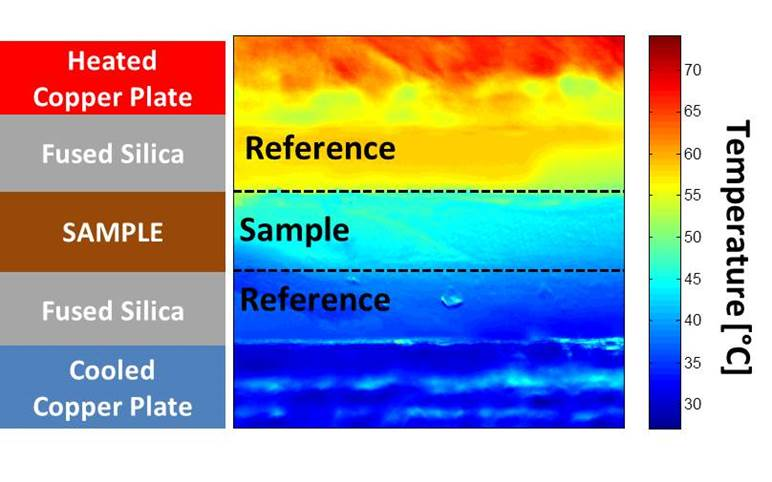 Heated
Copper Plate
Fused Silica
SAMPLE
Fused Silica
Cooled
Copper Plate
Reference
Sample
Reference
70
65
60
55
50
45
40
35
30
Temperature [°C]